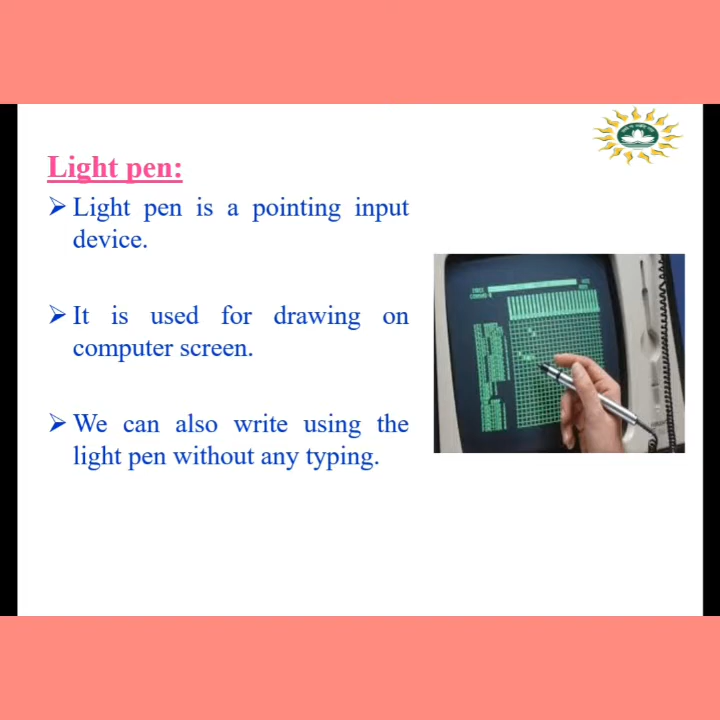 Light pen:
➢ Light pen is a pointing input
device.
➢ It is used for drawing on
computer screen.
➢ We can also write using the
light pen without any typing.